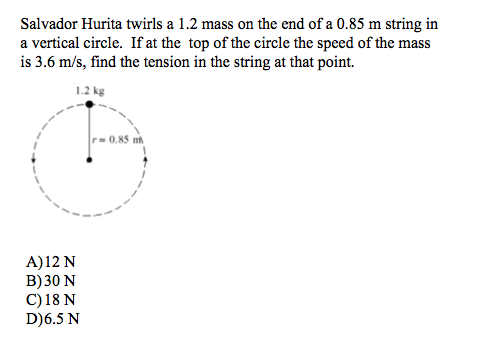 Salvador Hurita twirls a 1.2 mass on the end of a 0.85 m string in
a vertical circle. If at the top of the circle the speed of the mass
is 3.6 m/s, find the tension in the string at that point.
1.2 kg
r = 0.85 m
A)12 N
B)30 N
C)18 N
D)6.5 N